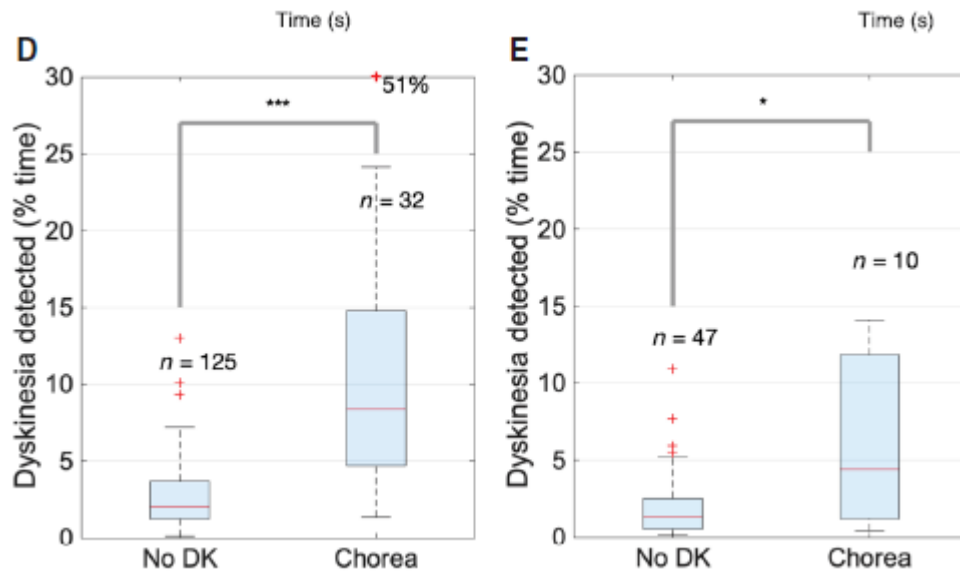 Time (s)
Time (s)
D
Dyskinesia detected (% time)
30
25
20
15
10
5
0
***
51%
n = 32
n = 125
No DK
Chorea
E
Dyskinesia detected (% time)
30
25
20
15
10
5
0
*
n = 10
n = 47
No DK
Chorea